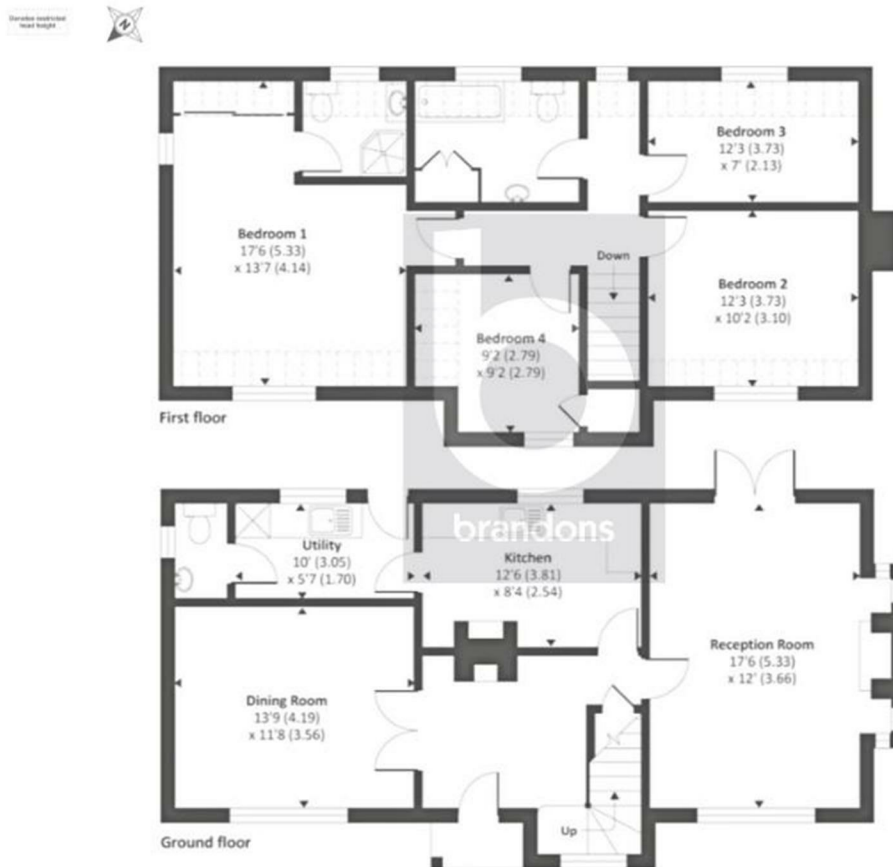 Denotes restricted
head height
N
Bedroom 3
12'3 (3.73)
x 7' (2.13)
Bedroom 1
17'6 (5.33)
x 13'7 (4.14)
Down
Bedroom 2
12'3 (3.73)
x 10'2 (3.10)
Bedroom 4
9'2 (2.79)
x 9'2 (2.79)
First floor
b
brandons
Utility
10' (3.05)
x 5'7 (1.70)
Kitchen
12'6 (3.81)
x 8'4 (2.54)
Reception Room
17'6 (5.33)
x 12' (3.66)
Dining Room
13'9 (4.19)
x 11'8 (3.56)
Up
Ground floor